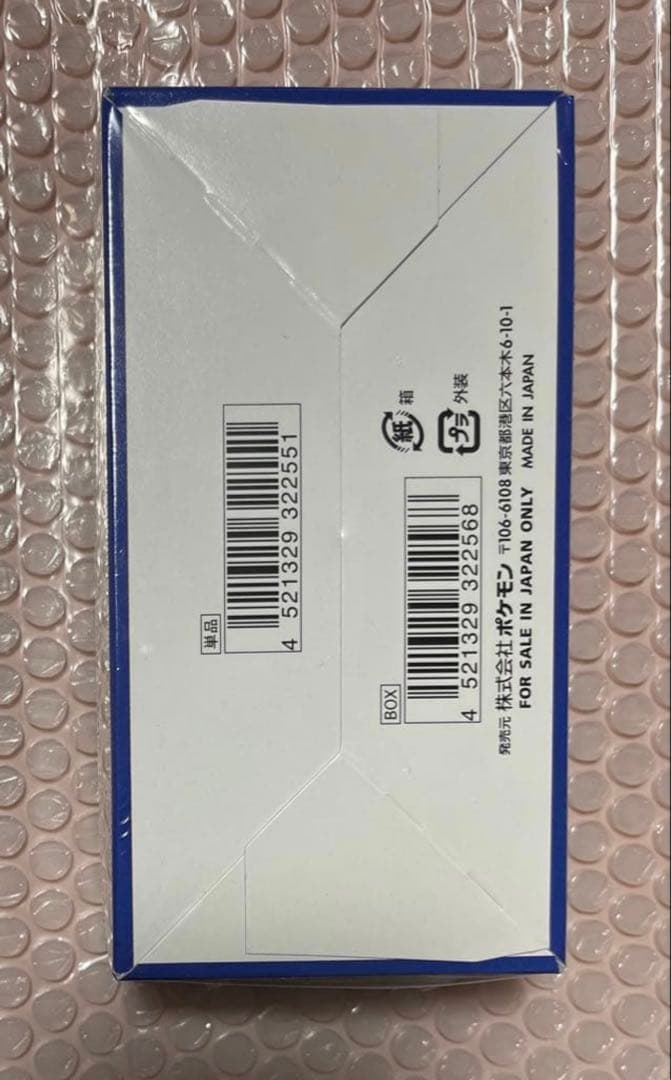 単品
4 521329 322551
BOX
4 521329 322568
紙 箱
プラ 外装
発売元 株式会社 ポケモン 〒106-6108 東京都港区六本木6-10-1
FOR SALE IN JAPAN ONLY MADE IN JAPAN